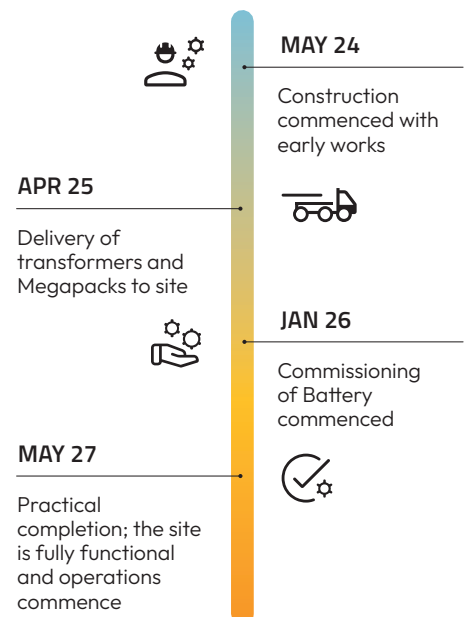 MAY 24
Construction
commenced with
early works
APR 25
Delivery of
transformers and
Megapacks to site
JAN 26
Commissioning
of Battery
commenced
MAY 27
Practical
completion; the site
is fully functional
and operations
commence